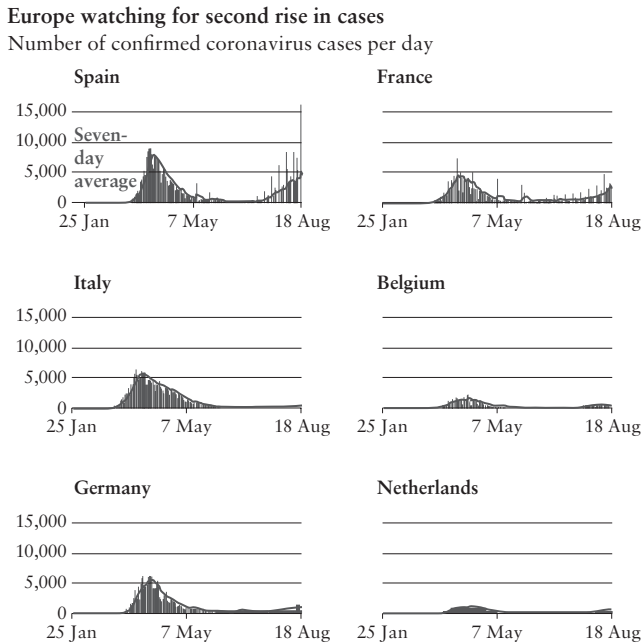 Europe watching for second rise in cases
Number of confirmed coronavirus cases per day
Spain
15,000
10,000
5,000
0
Seven-
day
average
25 Jan
7 May
18 Aug
France
25 Jan
7 May
18 Aug
Italy
15,000
10,000
5,000
0
25 Jan
7 May
18 Aug
Belgium
25 Jan
7 May
18 Aug
Germany
15,000
10,000
5,000
0
25 Jan
7 May
18 Aug
Netherlands
25 Jan
7 May
18 Aug